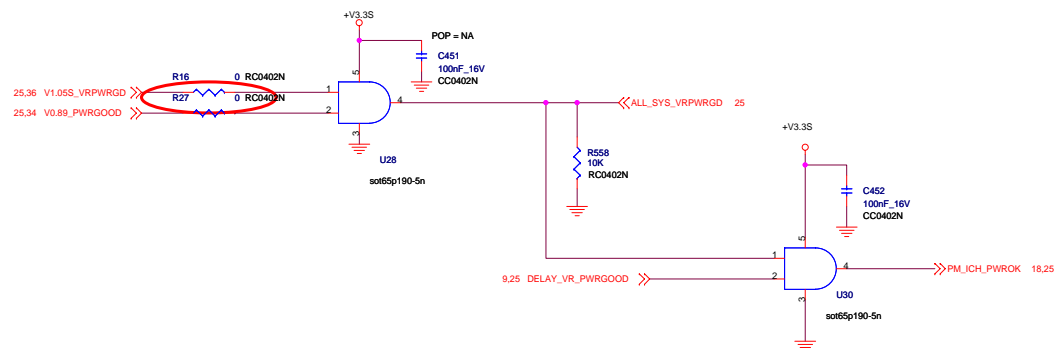 +V3.3S
POP = NA
C451
100nF_16V
CC0402N
5
R16 0 RC0402N
25,36 V1.05S_VRPWRGD
1
R27 0 RC0402N
25,34 V0.89_PWRGOOD
2
4
3
ALL_SYS_VRPWRGD 25
U28
sot65p190-5n
R558
10K
RC0402N
+V3.3S
C452
100nF_16V
CC0402N
5
1
9,25 DELAY_VR_PWRGOOD
2
4
PM_ICH_PWROK 18,25
3
U30
sot65p190-5n